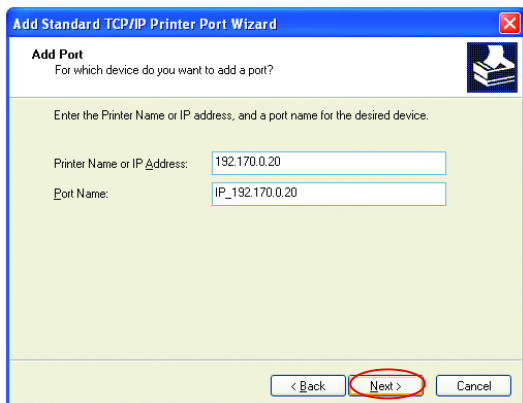 Add Standard TCP/IP Printer Port Wizard
Add Port
For which device do you want to add a port?
Enter the Printer Name or IP address, and a port name for the desired device.
Printer Name or IP Address: 192.170.0.20
Port Name: IP_192.170.0.20
< Back Next > Cancel